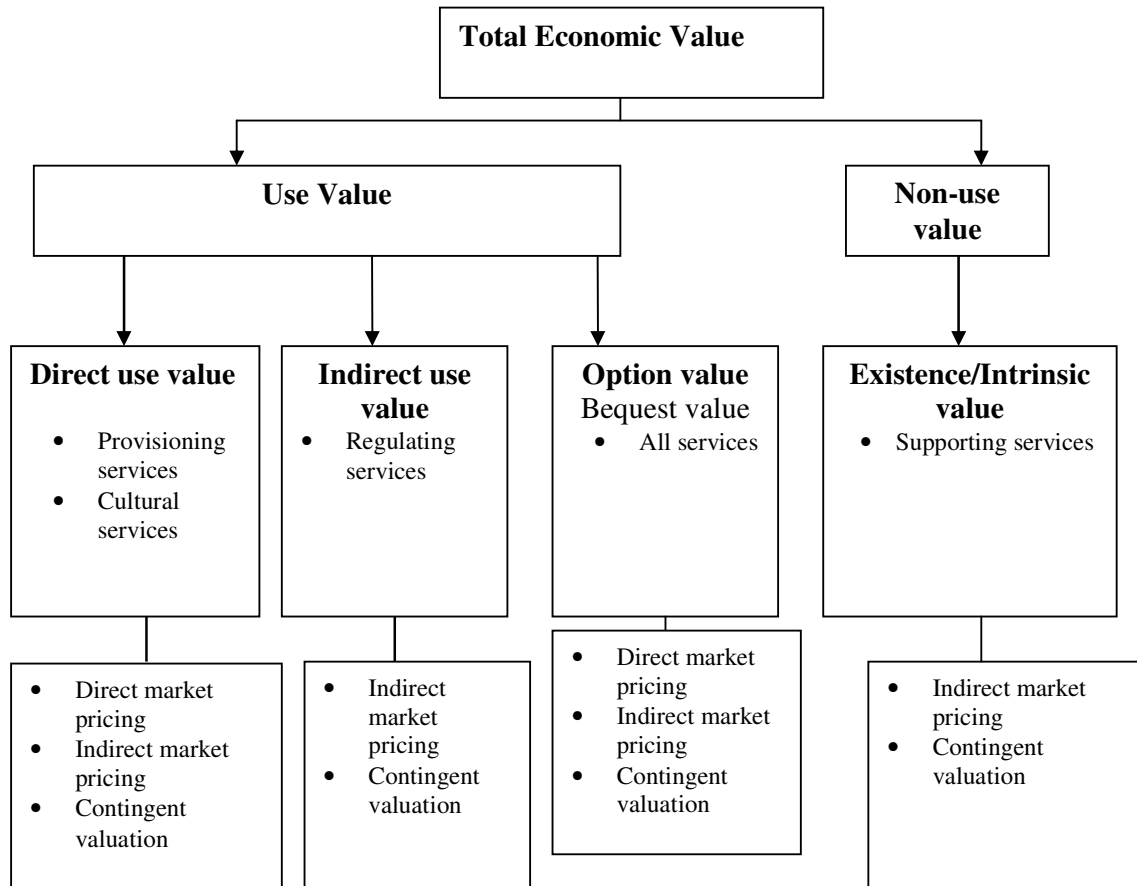 Total Economic Value
Use Value
Non-use
value
Direct use value
• Provisioning
services
• Cultural
services
Indirect use
value
• Regulating
services
Option value
Bequest value
• All services
Existence/Intrinsic
value
• Supporting services
• Direct market
pricing
• Indirect market
pricing
• Contingent
valuation
• Indirect
market
pricing
• Contingent
valuation
• Direct market
pricing
• Indirect market
pricing
• Contingent
valuation
• Indirect market
pricing
• Contingent
valuation